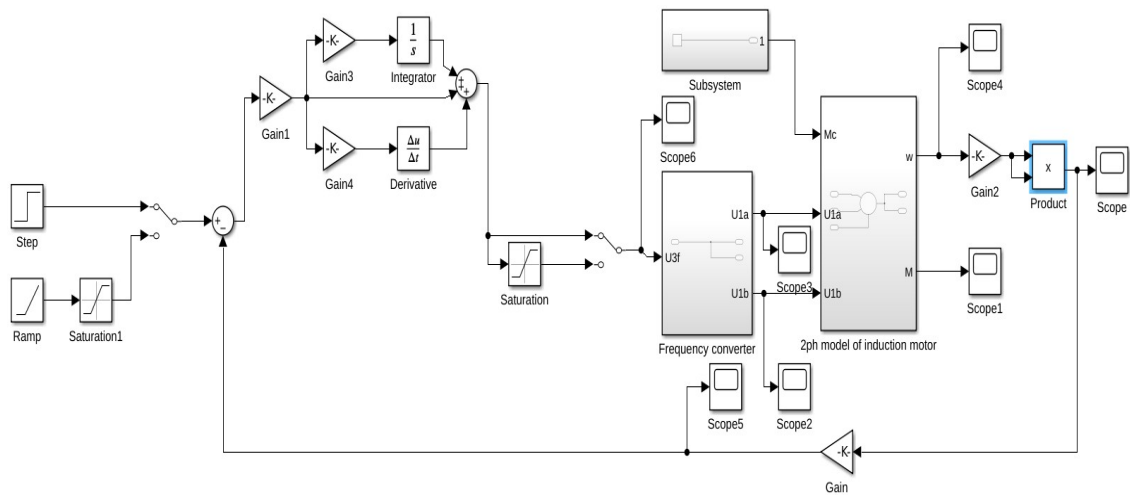 -K-
Gain3
1
s
Integrator
1
Subsystem
Scope4
-K-
Gain1
+
+
+
Scope6
Mc
-K-
Gain4
Δu
Δt
Derivative
w
-K-
Gain2
x
Product
Scope
Step
+
−
U1a
U1a
U3f
Scope3
Saturation
U1b
U1b
M
Scope1
Ramp
Saturation1
Frequency converter
2ph model of induction motor
Scope5
Scope2
-K-
Gain